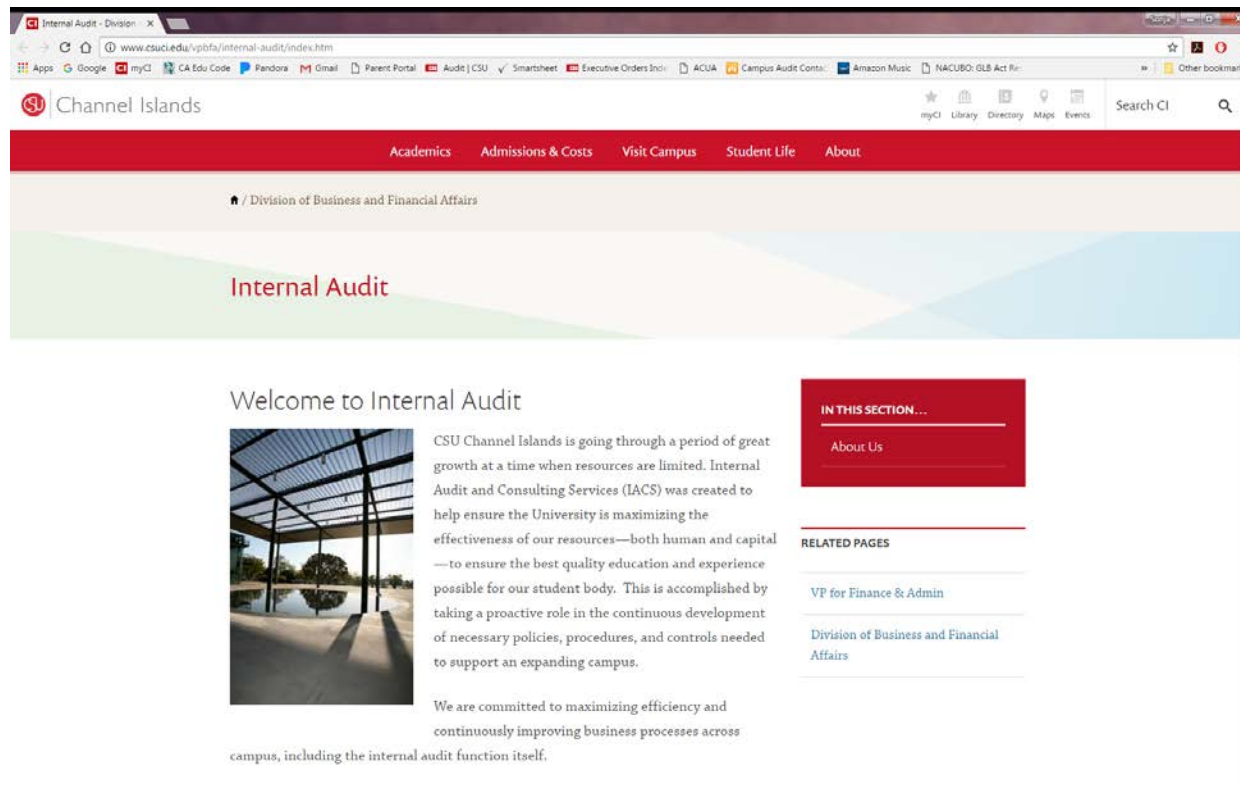 Internal Audit - Division
www.csuci.edu/vpbfa/internal-audit/index.htm
Apps Google CI myCI CA Edu Code Pandora Gmail Parent Portal Audit | CSU Smartsheet Executive Orders ACUA Campus Audit Conta Amazon Music NACUBO: GLB Act Re » Other bookmar
CSU Channel Islands
myCI Library Directory Maps Events
Search CI
Academics Admissions & Costs Visit Campus Student Life About
/ Division of Business and Financial Affairs
Internal Audit
Welcome to Internal Audit
CSU Channel Islands is going through a period of great
growth at a time when resources are limited. Internal
Audit and Consulting Services (IACS) was created to
help ensure the University is maximizing the
effectiveness of our resources—both human and capital
—to ensure the best quality education and experience
possible for our student body. This is accomplished by
taking a proactive role in the continuous development
of necessary policies, procedures, and controls needed
to support an expanding campus.
We are committed to maximizing efficiency and
continuously improving business processes across
campus, including the internal audit function itself.
IN THIS SECTION...
About Us
RELATED PAGES
VP for Finance & Admin
Division of Business and Financial
Affairs